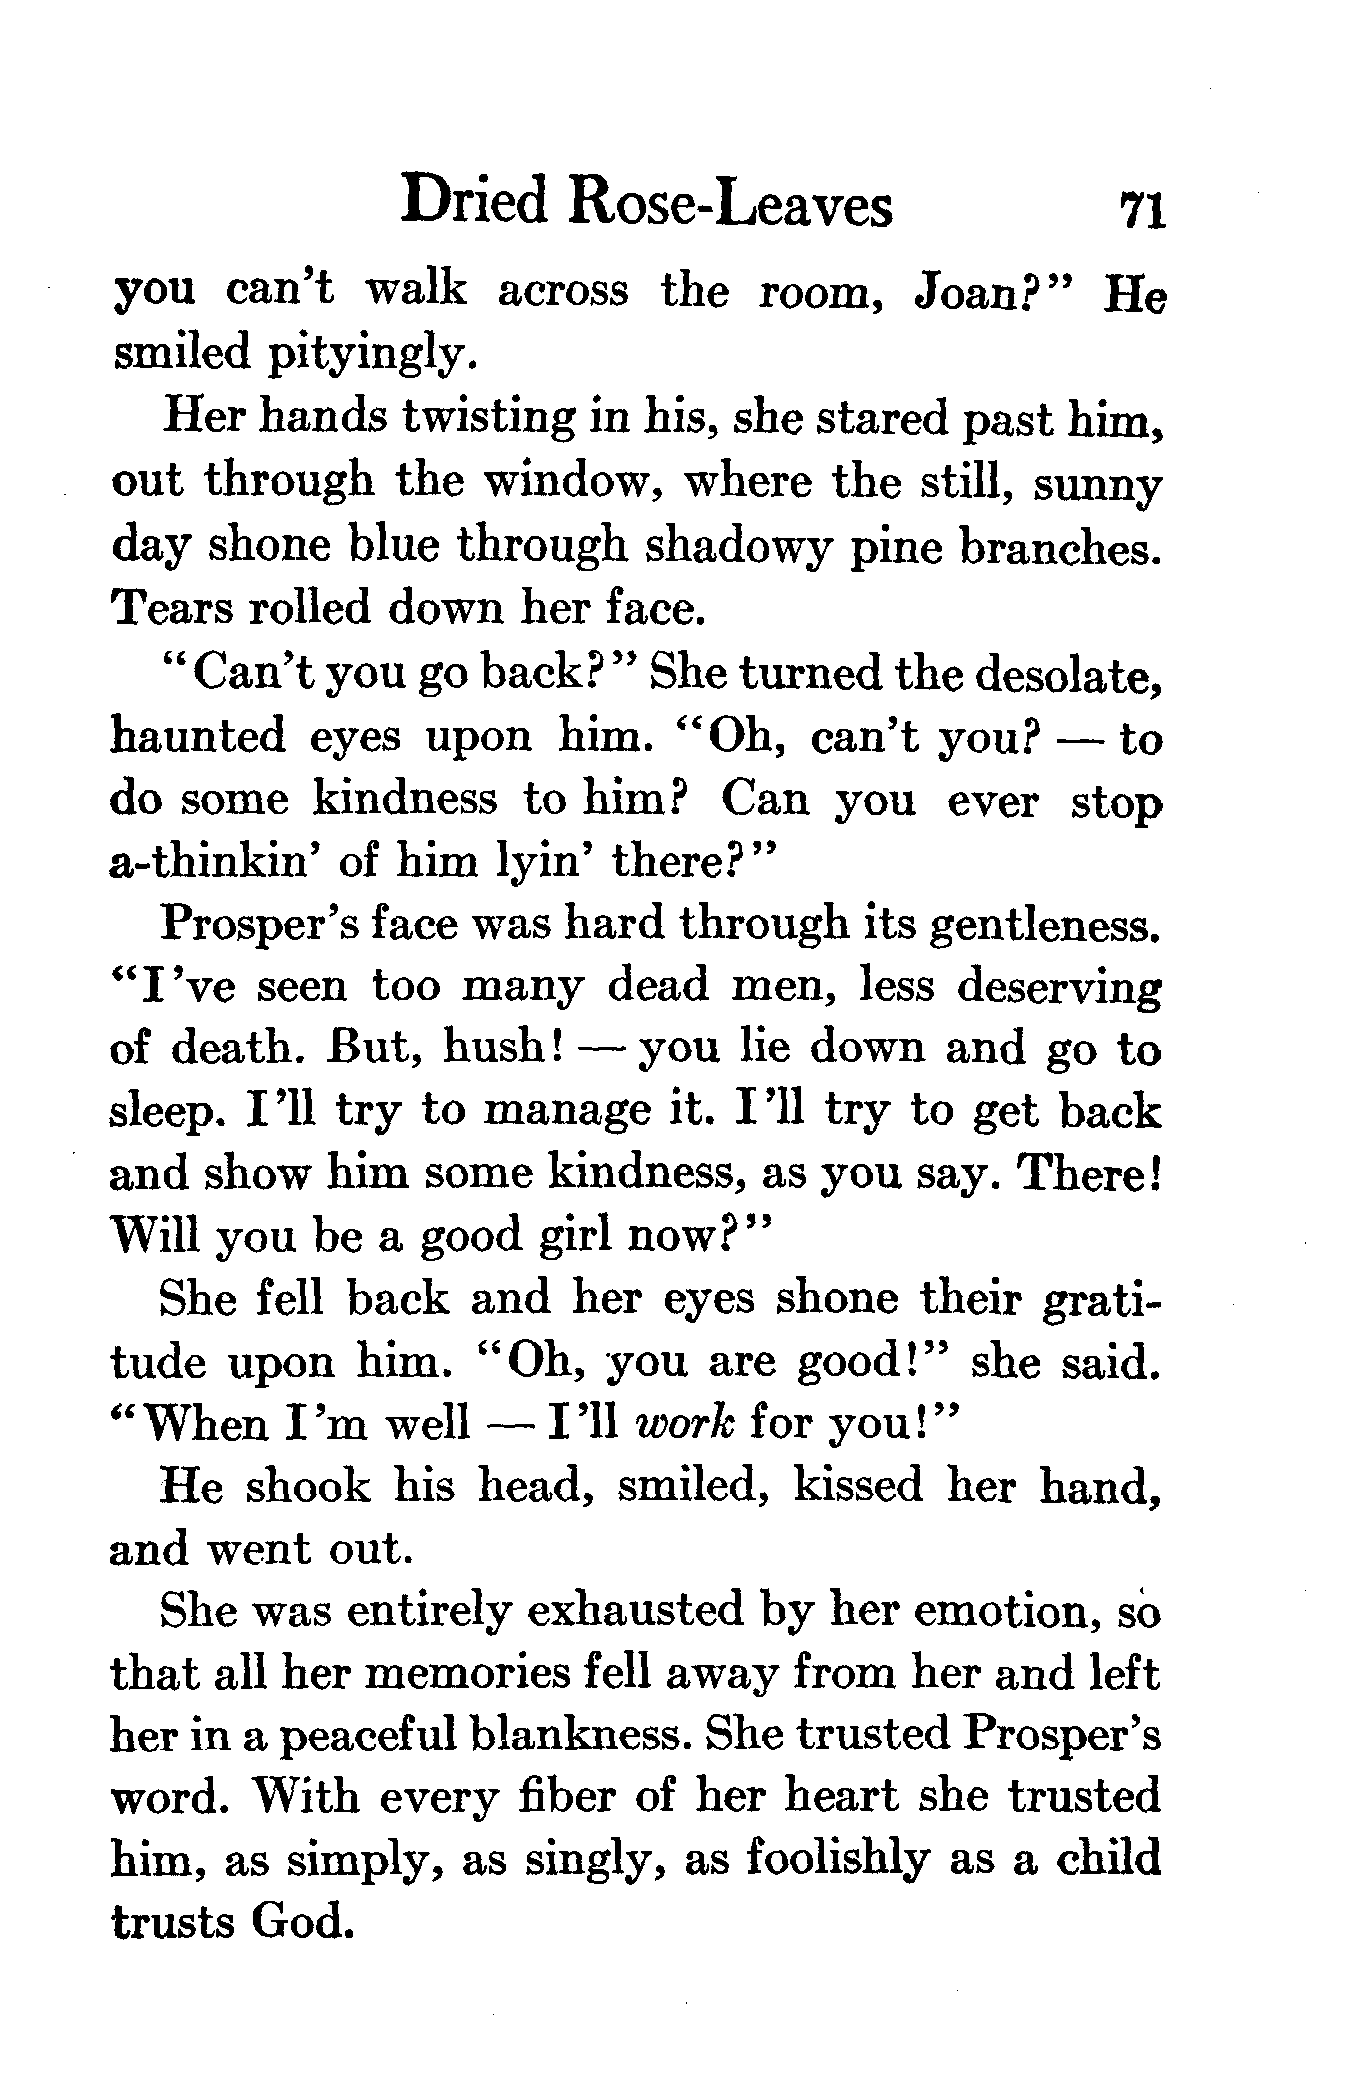 Dried Rose-Leaves 71
you can't walk across the room, Joan?" He
smiled pityingly.
Her hands twisting in his, she stared past him,
out through the window, where the still, sunny
day shone blue through shadowy pine branches.
Tears rolled down her face.
"Can't you go back?" She turned the desolate,
haunted eyes upon him. "Oh, can't you? — to
do some kindness to him? Can you ever stop
a-thinkin' of him lyin' there?"
Prosper's face was hard through its gentleness.
"I've seen too many dead men, less deserving
of death. But, hush! — you lie down and go to
sleep. I'll try to manage it. I'll try to get back
and show him some kindness, as you say. There!
Will you be a good girl now?"
She fell back and her eyes shone their grati-
tude upon him. "Oh, you are good!" she said.
"When I'm well — I'll work for you!"
He shook his head, smiled, kissed her hand,
and went out.
She was entirely exhausted by her emotion, so
that all her memories fell away from her and left
her in a peaceful blankness. She trusted Prosper's
word. With every fiber of her heart she trusted
him, as simply, as singly, as foolishly as a child
trusts God.